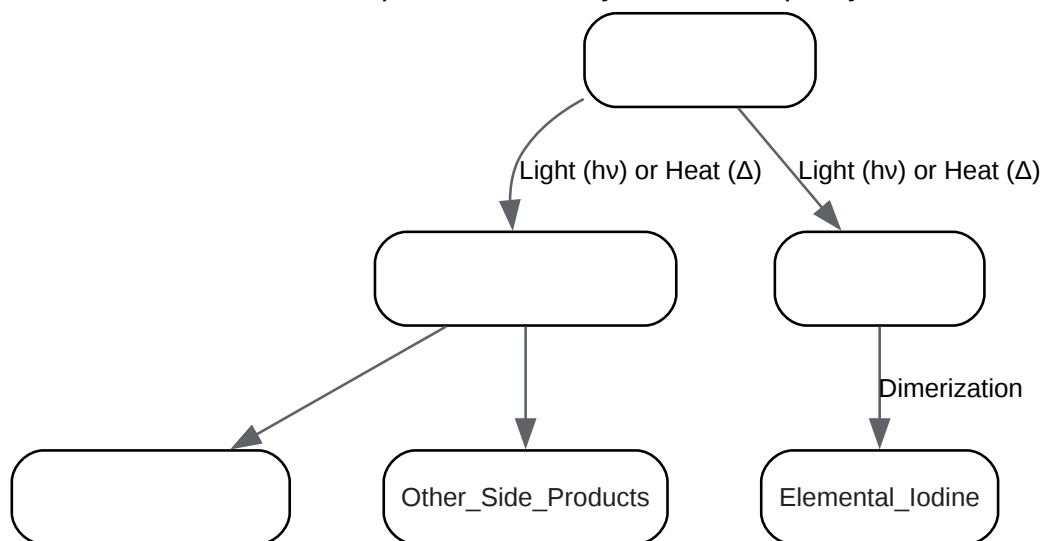 Light (hν) or Heat (Δ)
Light (hν) or Heat (Δ)
Dimerization
Other_Side_Products
Elemental_Iodine